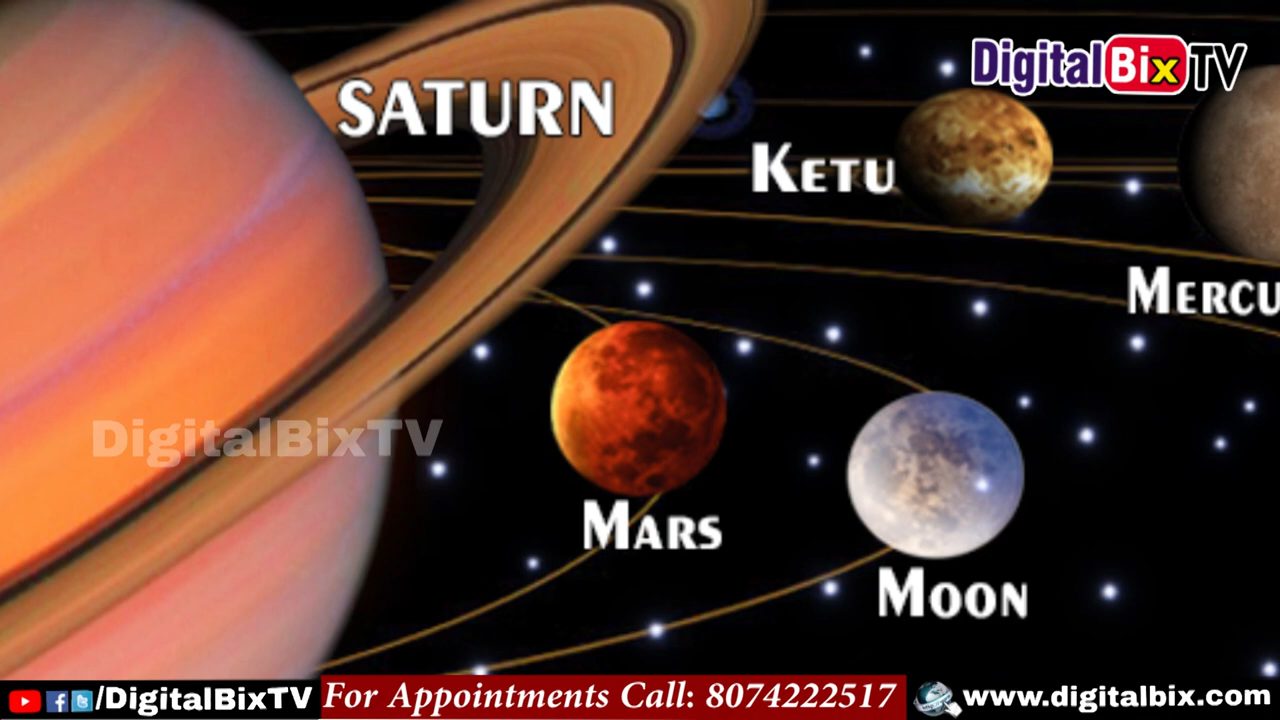 DigitalBixTV
SATURN
KETU
MERCU
DigitalBixTV
MARS
MOON
/DigitalBixTV For Appointments Call: 8074222517 www.digitalbix.com